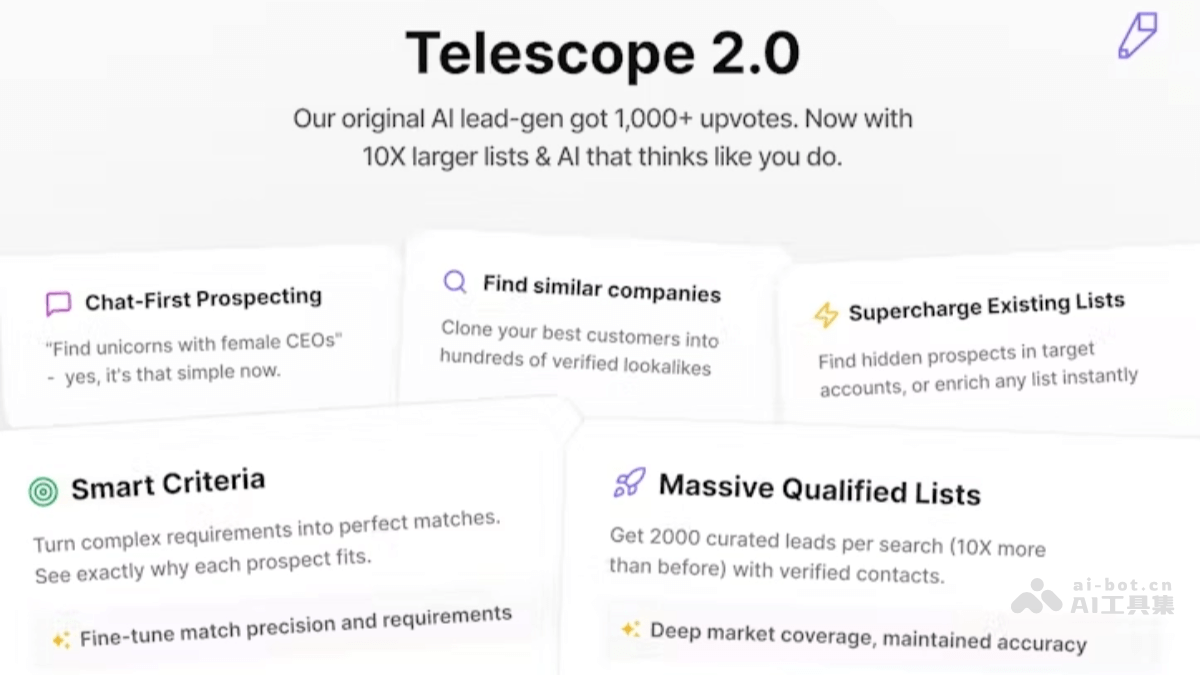 Telescope 2.0
Our original AI lead-gen got 1,000+ upvotes. Now with
10X larger lists & AI that thinks like you do.
Chat-First Prospecting
"Find unicorns with female CEOs"
- yes, it's that simple now.
Find similar companies
Clone your best customers into
hundreds of verified lookalikes
Supercharge Existing Lists
Find hidden prospects in target
accounts, or enrich any list instantly
Smart Criteria
Turn complex requirements into perfect matches.
See exactly why each prospect fits.
Fine-tune match precision and requirements
Massive Qualified Lists
Get 2000 curated leads per search (10X more
than before) with verified contacts.
Deep market coverage, maintained accuracy
ai-bot.cn
AI工具集